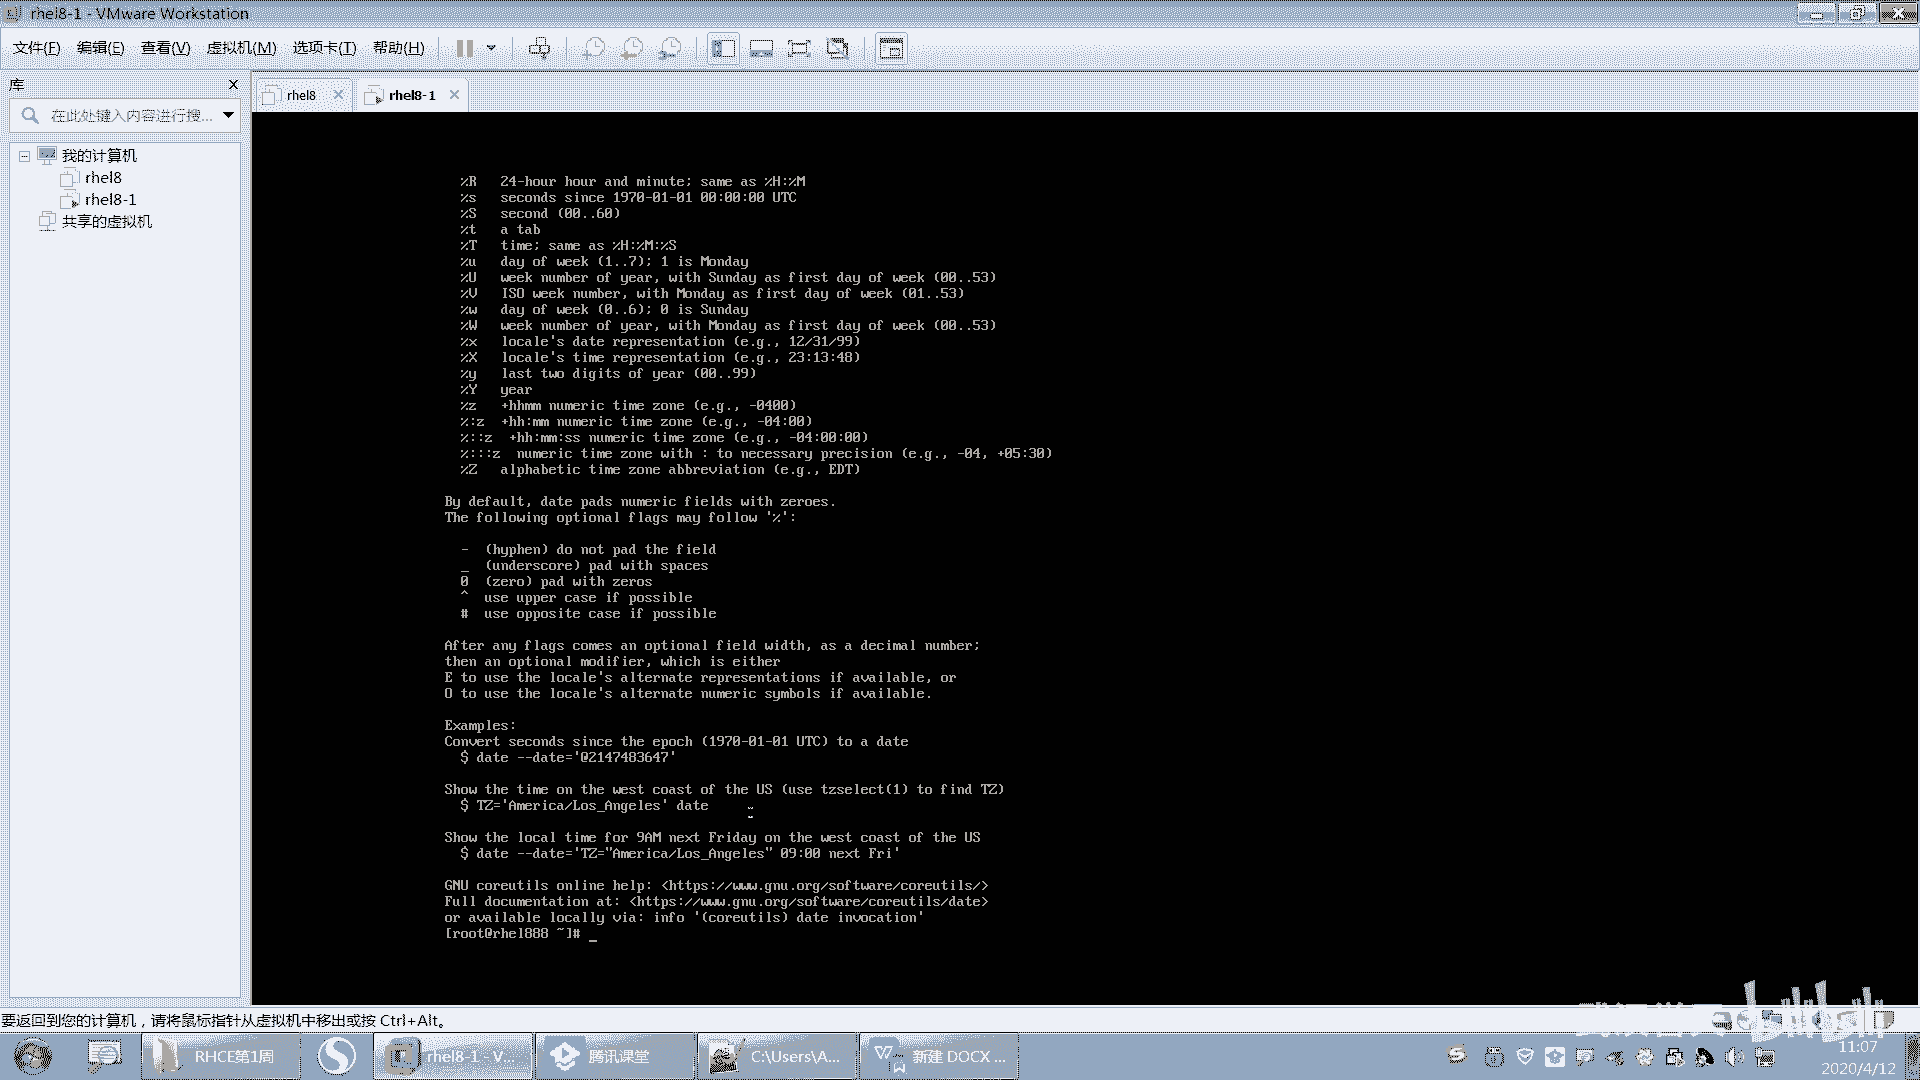 rhel8-1 - VMware Workstation
文件(F) 编辑(E) 查看(V) 虚拟机(M) 选项卡(T) 帮助(H)
库
在此处键入内容进行搜...
我的计算机
rhel8
rhel8-1
共享的虚拟机
rhel8 rhel8-1
%R 24-hour hour and minute; same as %H:%M
%s seconds since 1970-01-01 00:00:00 UTC
%S second (00..60)
%t a tab
%T time; same as %H:%M:%S
%u day of week (1..7); 1 is Monday
%U week number of year, with Sunday as first day of week (00..53)
%V ISO week number, with Monday as first day of week (01..53)
%w day of week (0..6); 0 is Sunday
%W week number of year, with Monday as first day of week (00..53)
%x locale's date representation (e.g., 12/31/99)
%X locale's time representation (e.g., 23:13:48)
%y last two digits of year (00..99)
%Y year
%z +hhmm numeric time zone (e.g., -0400)
%:z +hh:mm numeric time zone (e.g., -04:00)
%::z +hh:mm:ss numeric time zone (e.g., -04:00:00)
%:::z numeric time zone with : to necessary precision (e.g., -04, +05:30)
%Z alphabetic time zone abbreviation (e.g., EDT)
By default, date pads numeric fields with zeroes.
The following optional flags may follow '%':
- (hyphen) do not pad the field
_ (underscore) pad with spaces
0 (zero) pad with zeros
^ use upper case if possible
# use opposite case if possible
After any flags comes an optional field width, as a decimal number;
then an optional modifier, which is either
E to use the locale's alternate representations if available, or
O to use the locale's alternate numeric symbols if available.
Examples:
Convert seconds since the epoch (1970-01-01 UTC) to a date
$ date --date='@2147483647'
Show the time on the west coast of the US (use tzselect(1) to find TZ)
$ TZ='America/Los_Angeles' date
Show the local time for 9AM next Friday on the west coast of the US
$ date --date='TZ="America/Los_Angeles" 09:00 next Fri'
GNU coreutils online help: <https://www.gnu.org/software/coreutils/>
Full documentation at: <https://www.gnu.org/software/coreutils/date>
or available locally via: info '(coreutils) date invocation'
[root@rhel888 ~]# _
要返回到您的计算机，请将鼠标指针从虚拟机中移出或按 Ctrl+Alt。
RHCE第1周 rhel8-1 - V... 腾讯课堂 C:\Users\A... 新建 DOCX ...
11:07
2020/4/12